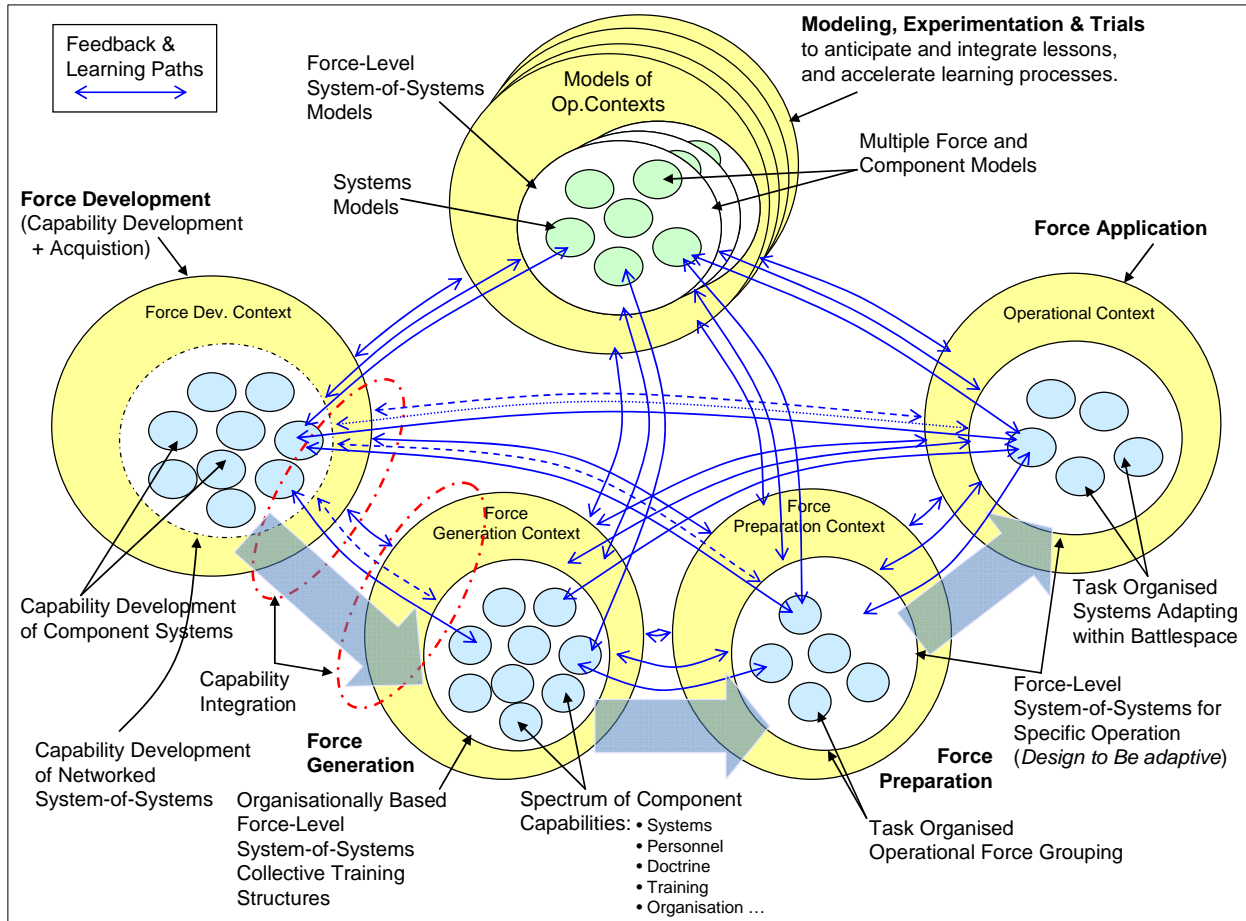 Feedback &
Learning Paths
Modeling, Experimentation & Trials
to anticipate and integrate lessons,
and accelerate learning processes.
Force-Level
System-of-Systems
Models
Models of
Op.Contexts
Multiple Force and
Component Models
Systems
Models
Force Development
(Capability Development
+ Acquistion)
Force Application
Force Dev. Context
Operational Context
Force
Generation Context
Force
Preparation Context
Capability Development
of Component Systems
Task Organised
Systems Adapting
within Battlespace
Capability
Integration
Force-Level
System-of-Systems for
Specific Operation
(Design to Be adaptive)
Capability Development
of Networked
System-of-Systems
Force
Generation
Force
Preparation
Organisationally Based
Force-Level
System-of-Systems
Collective Training
Structures
Spectrum of Component
Capabilities:
• Systems
• Personnel
• Doctrine
• Training
• Organisation ...
Task Organised
Operational Force Grouping